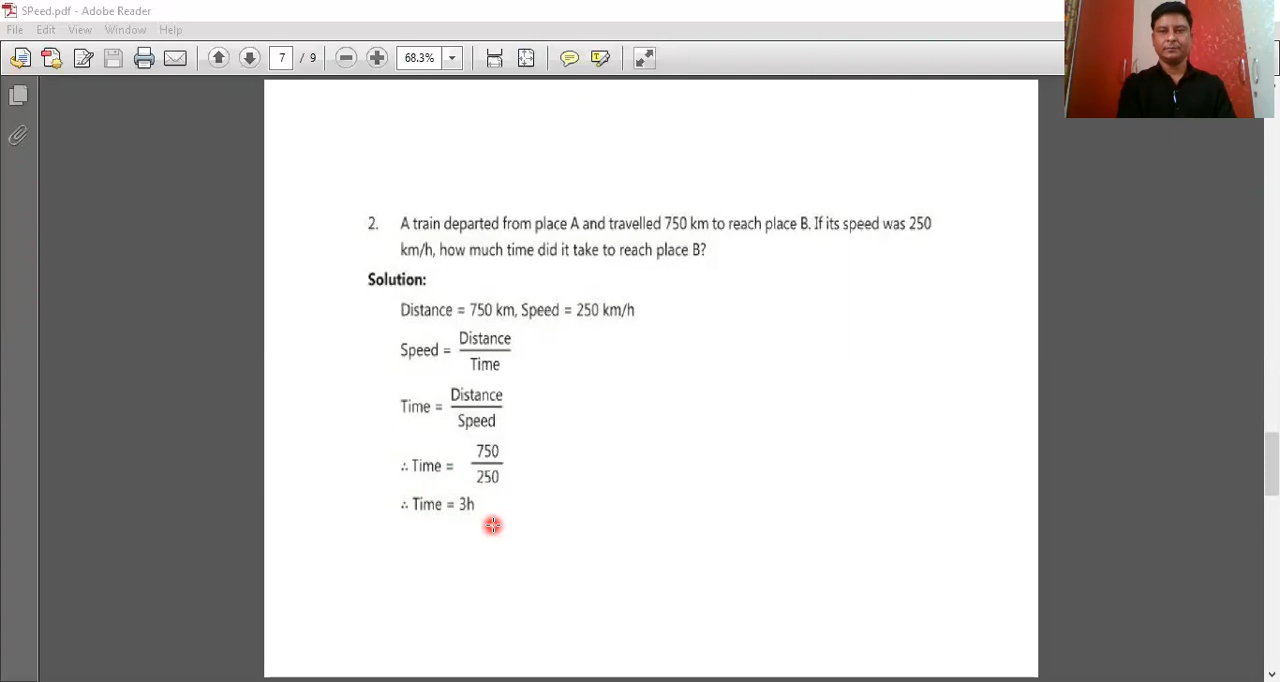 SPeed.pdf - Adobe Reader
File Edit View Window Help
7 / 9 68.3%
2. A train departed from place A and travelled 750 km to reach place B. If its speed was 250
km/h, how much time did it take to reach place B?
Solution:
Distance = 750 km, Speed = 250 km/h
Speed = Distance
Time
Time = Distance
Speed
∴ Time = 750
250
∴ Time = 3h